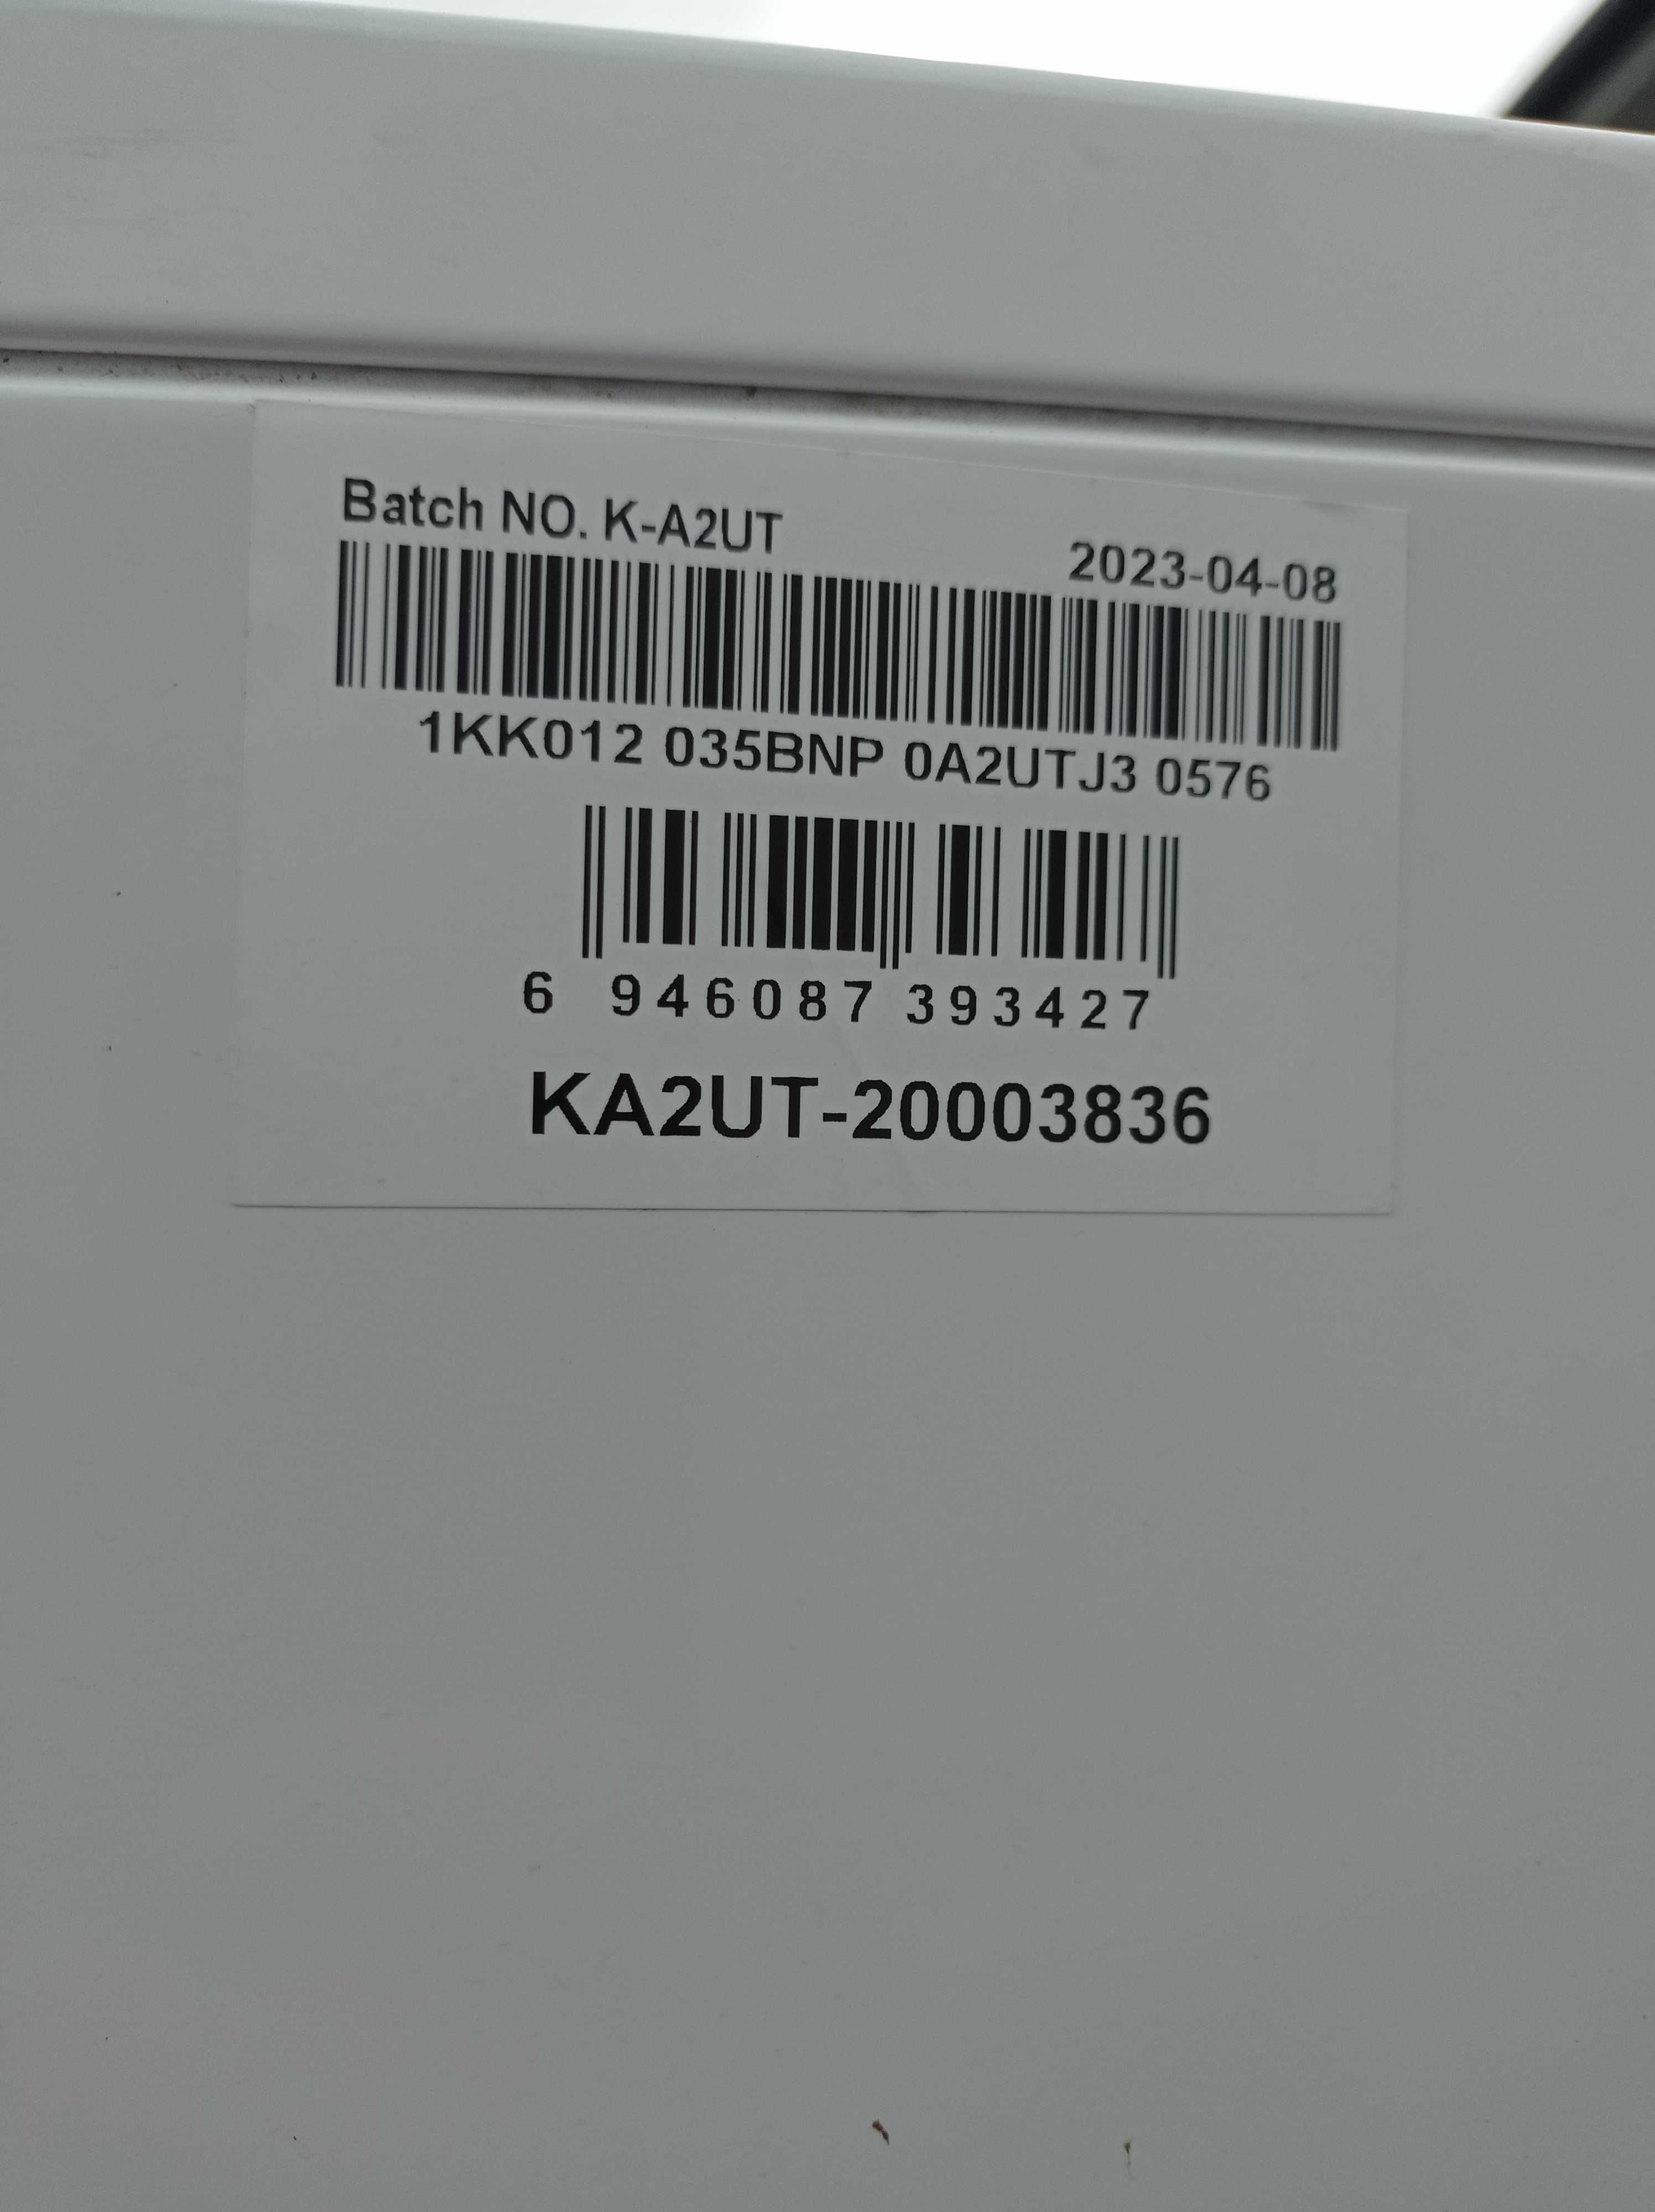 Batch NO. K-A2UT
2023-04-08
1KK012 035BNP 0A2UTJ3 0576
6 946087 393427
KA2UT-20003836